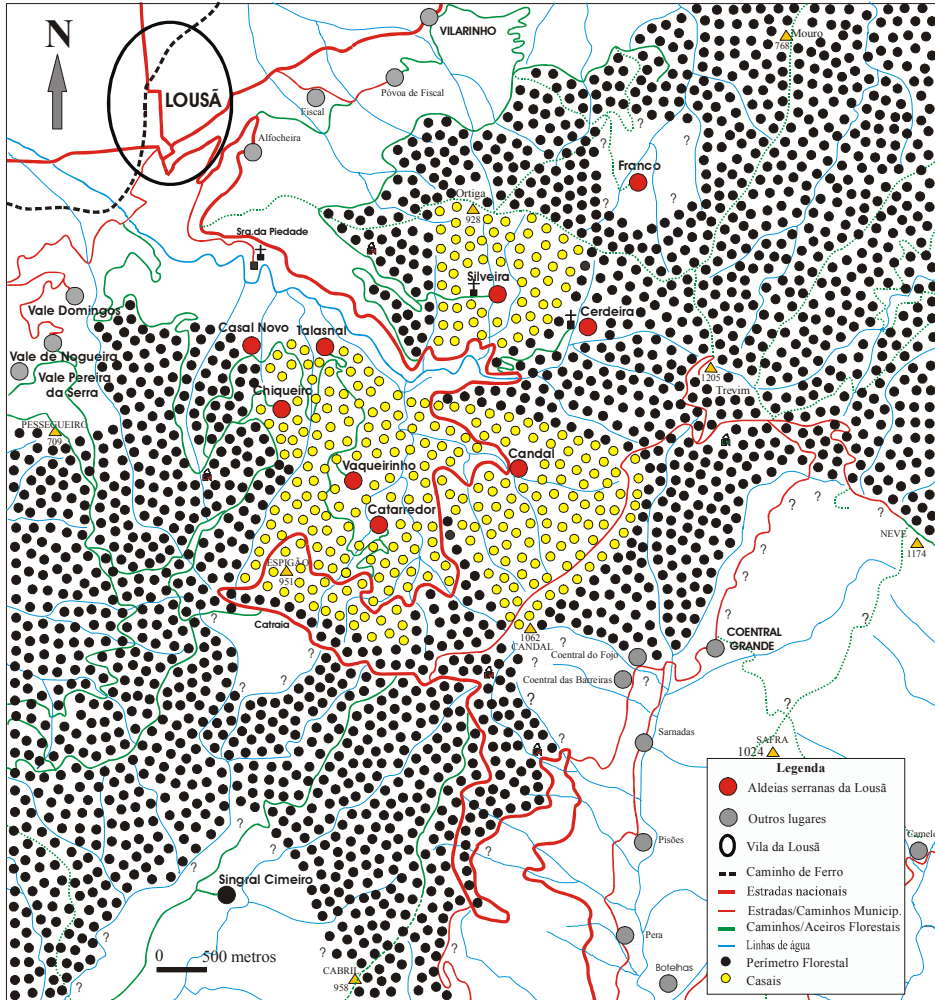 N
VILARINHO
Mouro
768
LOUSÃ
Póvoa de Fiscal
Fiscal
Alfocheira
?
?
?
Franco
?
?
Ortiga
928
Sra.da Piedade
Silveira
Vale Domingos
Cerdeira
Casal Novo
Talasnal
Vale de Nogueira
Vale Pereira
da Serra
1205
Trevim
Chiqueiro
PESSEGUEIRO
709
Vaqueirinho
Candal
?
?
?
Catarredor
?
NEVE
1174
ESPIGÃO
951
?
?
?
Catraia
1062
CANDAL
?
COENTRAL
GRANDE
?
?
Coentral do Fojo
?
?
Coentral das Barreiras
?
?
?
Samadas
SAFRA
1024
Legenda
Aldeias serranas da Lousã
Outros lugares
Vila da Lousã
Caminho de Ferro
Estradas nacionais
Estradas/Caminhos Municip.
Caminhos/Aceiros Florestais
Linhas de água
Perímetro Florestal
Casais
Pisões
?
Singral Cimeiro
?
Pera
?
?
0 500 metros
CABRIL
958
Botelhas